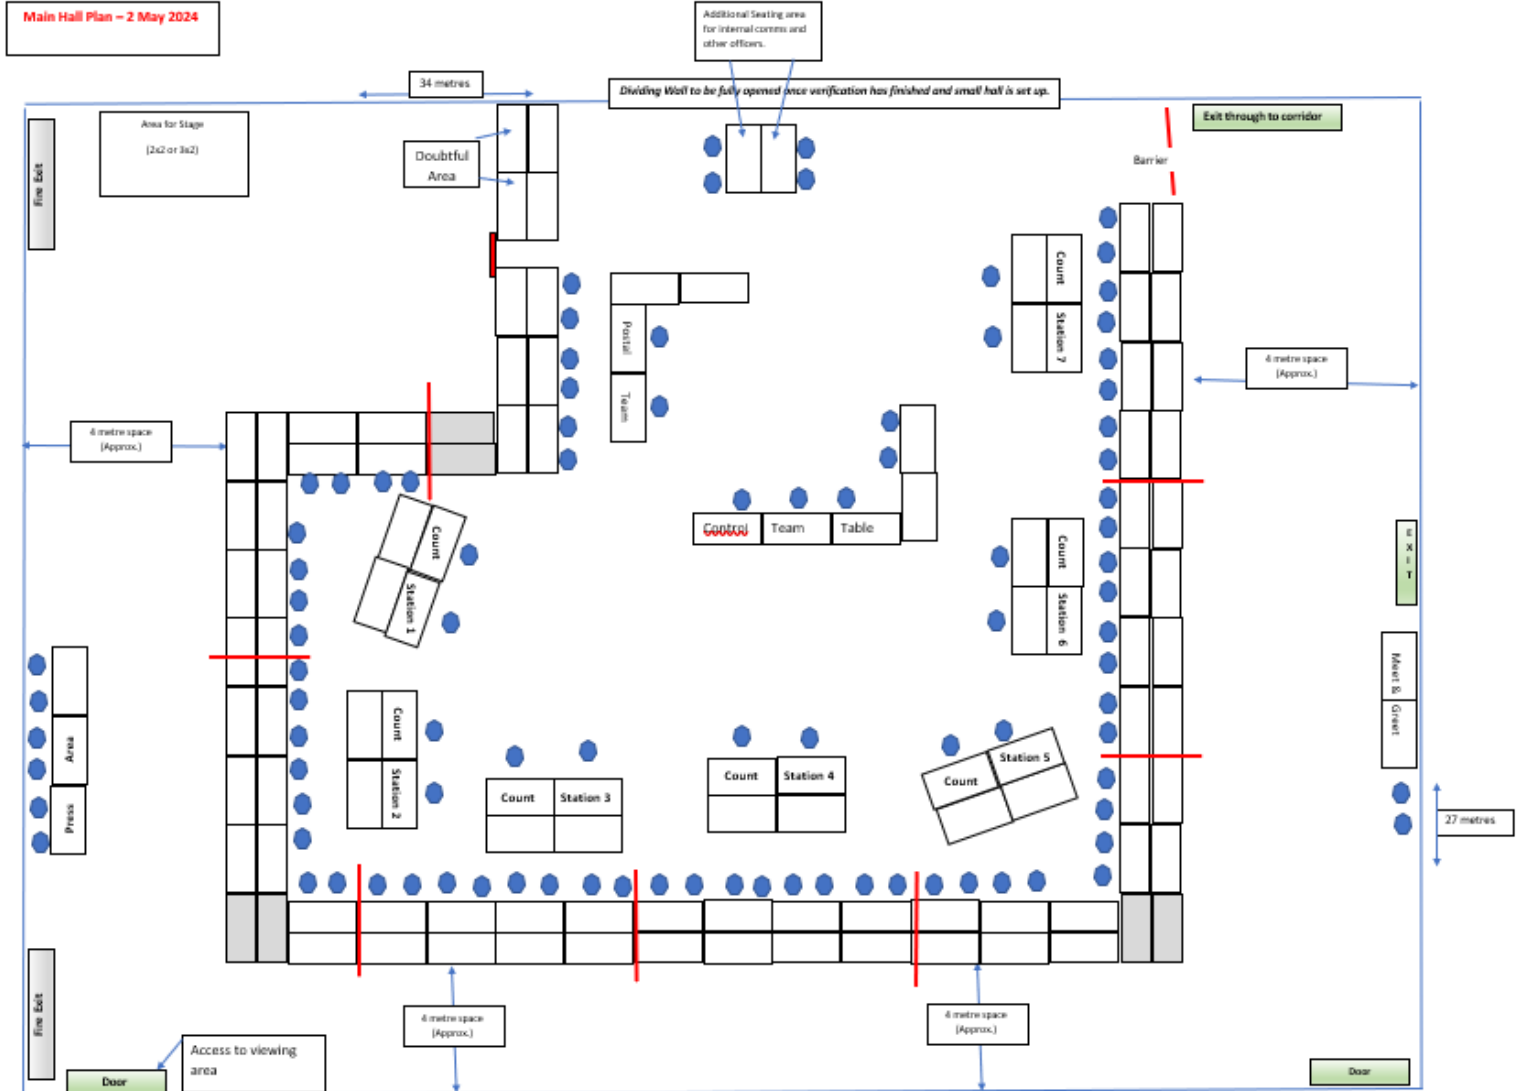 Main Hall Plan – 2 May 2024
Additional Seating area
for internal comms and
other officers.
34 metres
Dividing Wall to be fully opened once verification has finished and small hall is set up.
Area for Stage
(2x2 or 3x2)
Exit through to corridor
Fire Exit
Doubtful
Area
Barrier
Count
Station 7
Postal
Team
4 metre space
(Approx.)
4 metre space
(Approx.)
Control Team Table
Count
Station 1
Count
Station 6
EXIT
Meet &
Greet
Area
Press
Count
Station 2
Count Station 3
Count Station 4
Count Station 5
27 metres
4 metre space
(Approx.)
4 metre space
(Approx.)
Fire Exit
Access to viewing
area
Door
Door